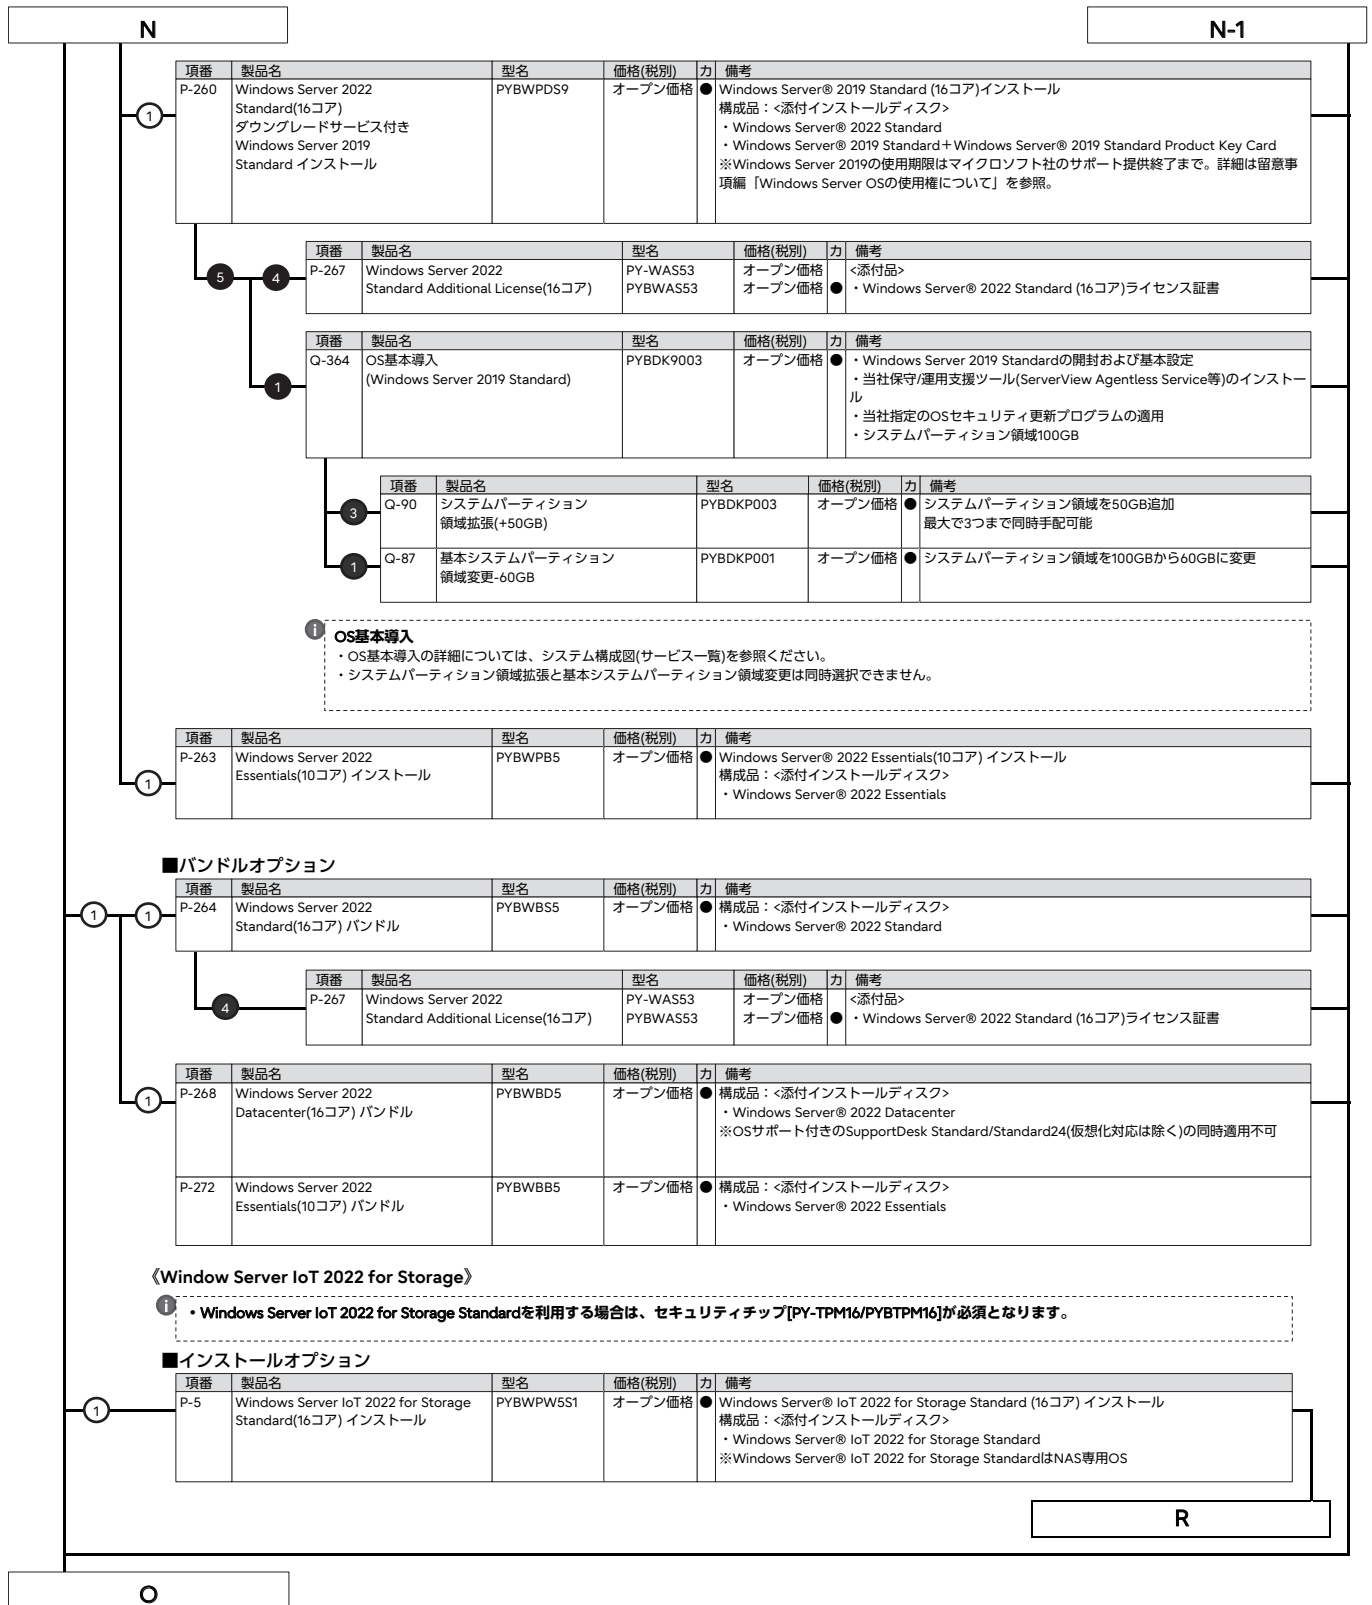 N
N-1
項番 製品名 型名 価格(税別) カ 備考
P-260 Windows Server 2022 PYBWPDS9 オープン価格 ● Windows Server® 2019 Standard (16コア)インストール
Standard(16コア) 構成品：<添付インストールディスク>
ダウングレードサービス付き ・Windows Server® 2022 Standard
Windows Server 2019 ・Windows Server® 2019 Standard＋Windows Server® 2019 Standard Product Key Card
Standard インストール ※Windows Server 2019の使用期限はマイクロソフト社のサポート提供終了まで。詳細は留意事
項編「Windows Server OSの使用権について」を参照。
1
項番 製品名 型名 価格(税別) カ 備考
5 4 P-267 Windows Server 2022 PY-WAS53 オープン価格 <添付品>
Standard Additional License(16コア) PYBWAS53 オープン価格 ● ・Windows Server® 2022 Standard (16コア)ライセンス証書
項番 製品名 型名 価格(税別) カ 備考
Q-364 OS基本導入 PYBDK9003 オープン価格 ● ・Windows Server 2019 Standardの開封および基本設定
(Windows Server 2019 Standard) ・当社保守/運用支援ツール(ServerView Agentless Service等)のインストー
ル
1
・当社指定のOSセキュリティ更新プログラムの適用
・システムパーティション領域100GB
項番 製品名 型名 価格(税別) カ 備考
3 Q-90 システムパーティション PYBDKP003 オープン価格 ● システムパーティション領域を50GB追加
領域拡張(+50GB) 最大で3つまで同時手配可能
1 Q-87 基本システムパーティション PYBDKP001 オープン価格 ● システムパーティション領域を100GBから60GBに変更
領域変更-60GB
i OS基本導入
・OS基本導入の詳細については、システム構成図(サービス一覧)を参照ください。
・システムパーティション領域拡張と基本システムパーティション領域変更は同時選択できません。
項番 製品名 型名 価格(税別) カ 備考
P-263 Windows Server 2022 PYBWPB5 オープン価格 ● Windows Server® 2022 Essentials(10コア) インストール
Essentials(10コア) インストール 構成品：<添付インストールディスク>
1 ・Windows Server® 2022 Essentials
■バンドルオプション
項番 製品名 型名 価格(税別) カ 備考
1 1 P-264 Windows Server 2022 PYBWBS5 オープン価格 ● 構成品：<添付インストールディスク>
Standard(16コア) バンドル ・Windows Server® 2022 Standard
項番 製品名 型名 価格(税別) カ 備考
4 P-267 Windows Server 2022 PY-WAS53 オープン価格 <添付品>
Standard Additional License(16コア) PYBWAS53 オープン価格 ● ・Windows Server® 2022 Standard (16コア)ライセンス証書
項番 製品名 型名 価格(税別) カ 備考
1 P-268 Windows Server 2022 PYBWBD5 オープン価格 ● 構成品：<添付インストールディスク>
Datacenter(16コア) バンドル ・Windows Server® 2022 Datacenter
※OSサポート付きのSupportDesk Standard/Standard24(仮想化対応は除く)の同時適用不可
P-272 Windows Server 2022 PYBWBB5 オープン価格 ● 構成品：<添付インストールディスク>
Essentials(10コア) バンドル ・Windows Server® 2022 Essentials
《Window Server IoT 2022 for Storage》
i ・Windows Server IoT 2022 for Storage Standardを利用する場合は、セキュリティチップ[PY-TPM16/PYBTPM16]が必須となります。
■インストールオプション
項番 製品名 型名 価格(税別) カ 備考
1 P-5 Windows Server IoT 2022 for Storage PYBWPW5S1 オープン価格 ● Windows Server® IoT 2022 for Storage Standard (16コア) インストール
Standard(16コア) インストール 構成品：<添付インストールディスク>
・Windows Server® IoT 2022 for Storage Standard
※Windows Server® IoT 2022 for Storage StandardはNAS専用OS
R
O